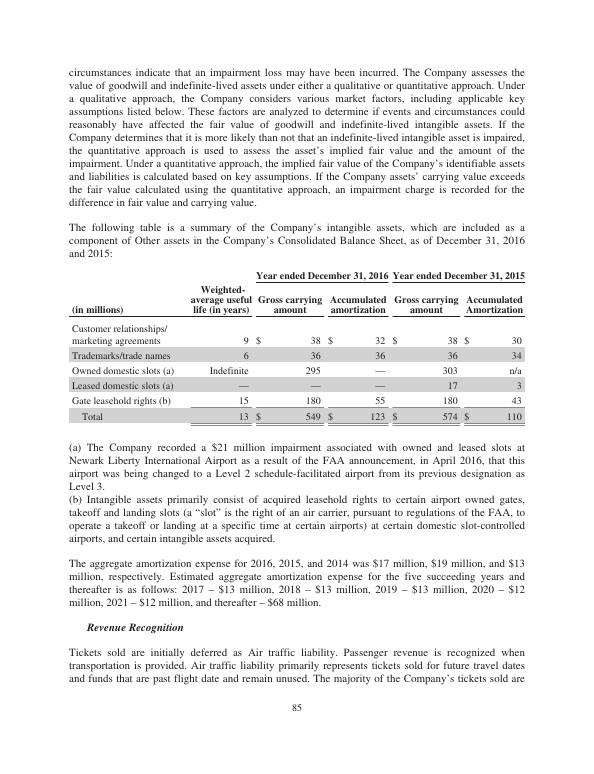 circumstances indicate that an impairment loss may have been incurred. The Company assesses the
value of goodwill and indefinite-lived assets under either a qualitative or quantitative approach. Under
a qualitative approach, the Company considers various market factors, including applicable key
assumptions listed below. These factors are analyzed to determine if events and circumstances could
reasonably have affected the fair value of goodwill and indefinite-lived intangible assets. If the
Company determines that it is more likely than not that an indefinite-lived intangible asset is impaired,
the quantitative approach is used to assess the asset's implied fair value and the amount of the
impairment. Under a quantitative approach, the implied fair value of the Company's identifiable assets
and liabilities is calculated based on key assumptions. If the Company assets' carrying value exceeds
the fair value calculated using the quantitative approach, an impairment charge is recorded for the
difference in fair value and carrying value.
The following table is a summary of the Company's intangible assets, which are included as a
component of Other assets in the Company's Consolidated Balance Sheet, as of December 31, 2016
and 2015:
Year ended December 31, 2016 Year ended December 31, 2015
(in millions) Weighted-average useful life (in years) Gross carrying amount Accumulated amortization Gross carrying amount Accumulated Amortization
Customer relationships/
marketing agreements 9 $ 38 $ 32 $ 38 $ 30
Trademarks/trade names 6 36 36 36 34
Owned domestic slots (a) Indefinite 295 — 303 n/a
Leased domestic slots (a) — — — 17 3
Gate leasehold rights (b) 15 180 55 180 43
Total 13 $ 549 $ 123 $ 574 $ 110
(a) The Company recorded a $21 million impairment associated with owned and leased slots at
Newark Liberty International Airport as a result of the FAA announcement, in April 2016, that this
airport was being changed to a Level 2 schedule-facilitated airport from its previous designation as
Level 3.
(b) Intangible assets primarily consist of acquired leasehold rights to certain airport owned gates,
takeoff and landing slots (a "slot" is the right of an air carrier, pursuant to regulations of the FAA, to
operate a takeoff or landing at a specific time at certain airports) at certain domestic slot-controlled
airports, and certain intangible assets acquired.
The aggregate amortization expense for 2016, 2015, and 2014 was $17 million, $19 million, and $13
million, respectively. Estimated aggregate amortization expense for the five succeeding years and
thereafter is as follows: 2017 – $13 million, 2018 – $13 million, 2019 – $13 million, 2020 – $12
million, 2021 – $12 million, and thereafter – $68 million.
Revenue Recognition
Tickets sold are initially deferred as Air traffic liability. Passenger revenue is recognized when
transportation is provided. Air traffic liability primarily represents tickets sold for future travel dates
and funds that are past flight date and remain unused. The majority of the Company's tickets sold are
85